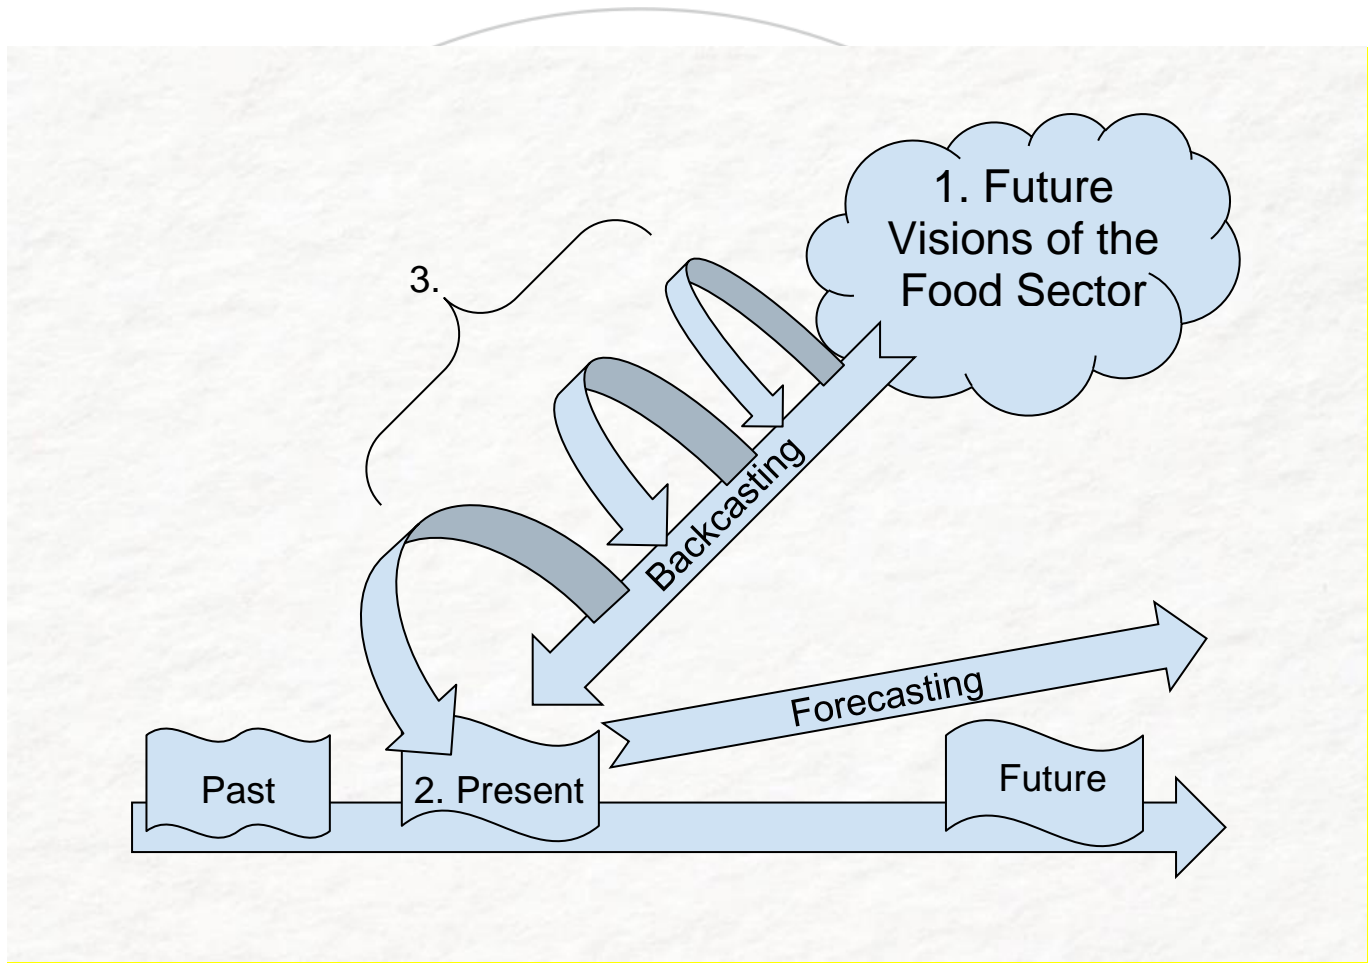 1. Future
Visions of the
Food Sector
3.
Backcasting
Forecasting
Past
2. Present
Future